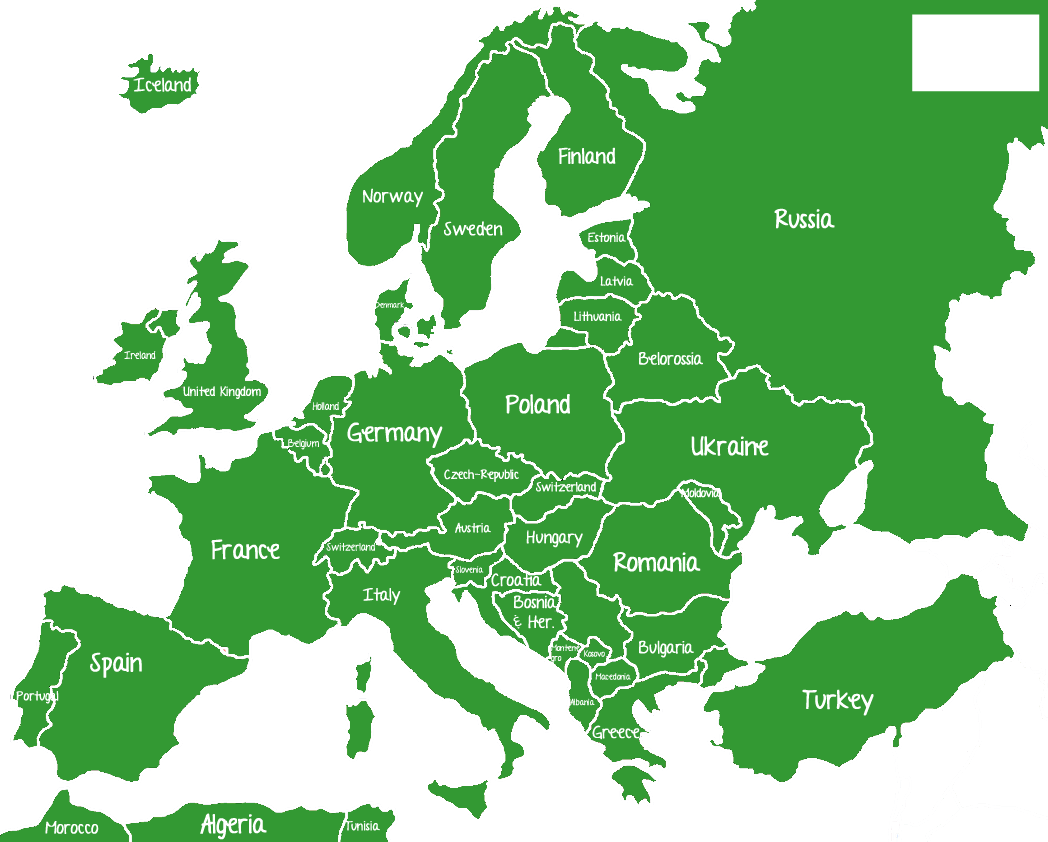 Iceland
Finland
Norway
Russia
Sweden
Estonia
Latvia
Denmark
Lithuania
Ireland
Belorossia
United Kingdom
Holland
Poland
Germany
Belgium
Ukraine
Czech-Republic
Switzerland
Moldovia
Austria
Hungary
Switzerland
France
Romania
Slovenia
Croatia
Italy
Bosnia
& Her.
Montene
gro
Kosovo
Bulgaria
Spain
Macedonia
Portugal
Albania
Turkey
Greece
Algeria
Tunisia
Morocco